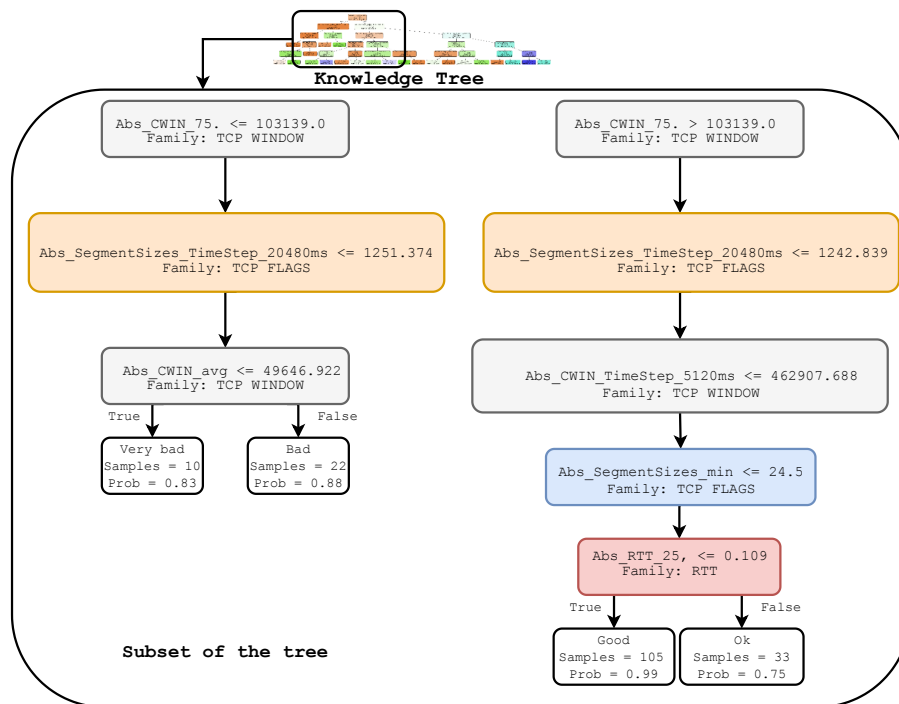 Knowledge Tree
Abs_CWIN_75. <= 103139.0
Family: TCP WINDOW
Abs_SegmentSizes_TimeStep_20480ms <= 1251.374
Family: TCP FLAGS
Abs_CWIN_avg <= 49646.922
Family: TCP WINDOW
True
False
Very bad
Samples = 10
Prob = 0.83
Bad
Samples = 22
Prob = 0.88
Abs_CWIN_75. > 103139.0
Family: TCP WINDOW
Abs_SegmentSizes_TimeStep_20480ms <= 1242.839
Family: TCP FLAGS
Abs_CWIN_TimeStep_5120ms <= 462907.688
Family: TCP WINDOW
Abs_SegmentSizes_min <= 24.5
Family: TCP FLAGS
Abs_RTT_25, <= 0.109
Family: RTT
True
False
Good
Samples = 105
Prob = 0.99
Ok
Samples = 33
Prob = 0.75
Subset of the tree